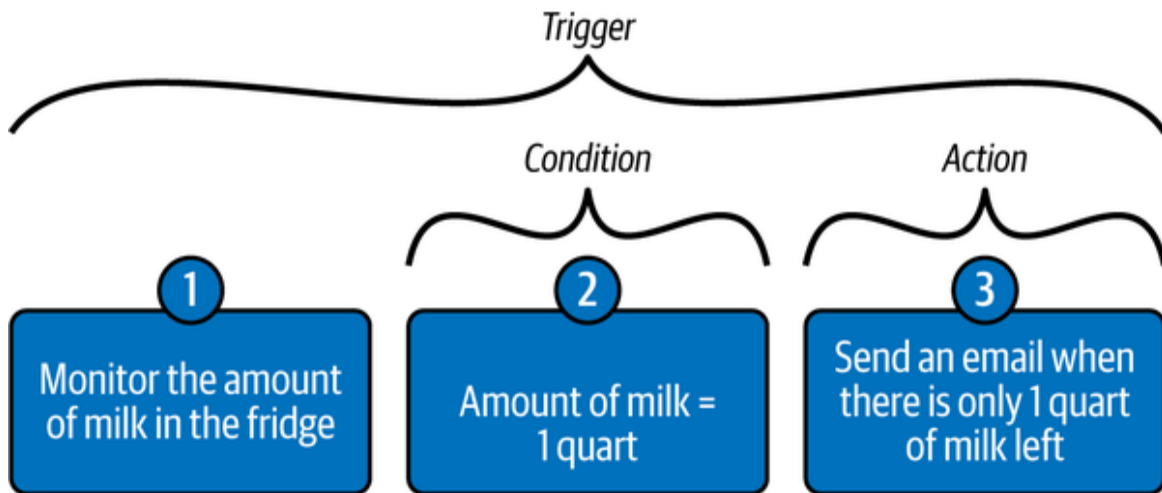 Trigger
Condition
Action
1
2
3
Monitor the amount
of milk in the fridge
Amount of milk =
1 quart
Send an email when
there is only 1 quart
of milk left